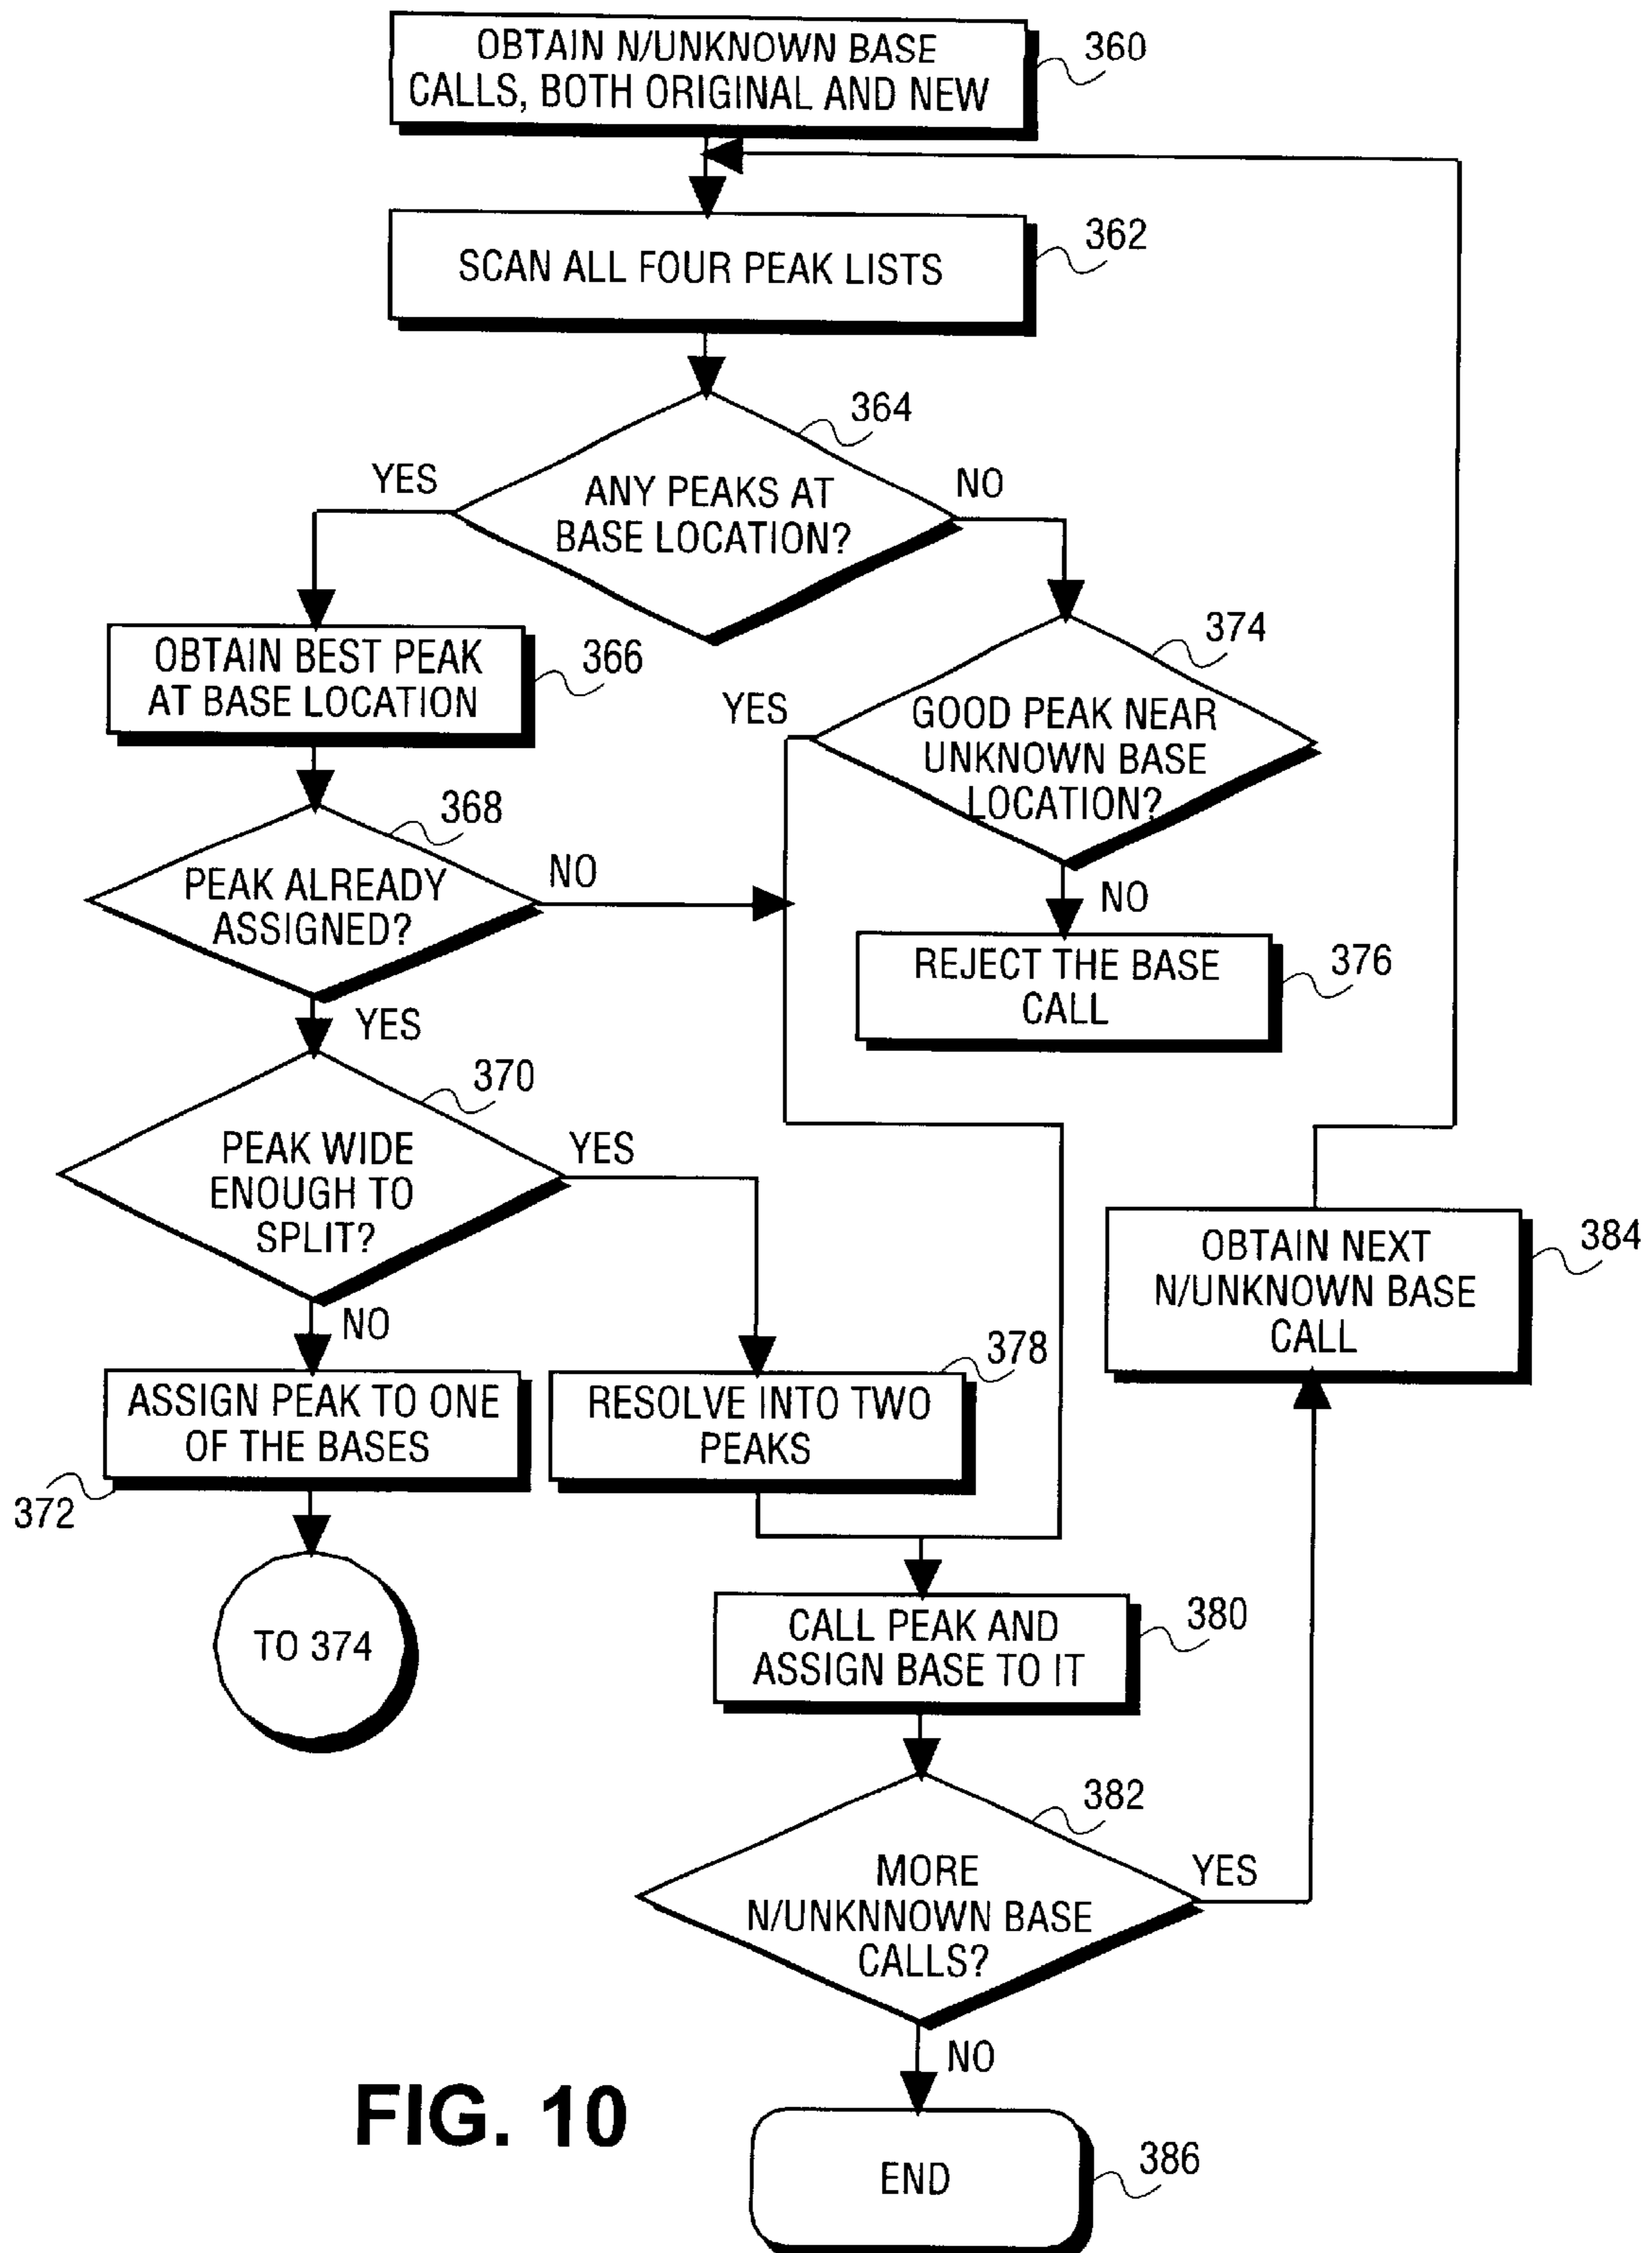 OBTAIN N/UNKNOWN BASE
CALLS, BOTH ORIGINAL AND NEW
360
SCAN ALL FOUR PEAK LISTS
362
364
YES
ANY PEAKS AT
BASE LOCATION?
NO
OBTAIN BEST PEAK
AT BASE LOCATION
366
374
YES
GOOD PEAK NEAR
UNKNOWN BASE
LOCATION?
368
PEAK ALREADY
ASSIGNED?
NO
NO
REJECT THE BASE
CALL
376
YES
370
PEAK WIDE
ENOUGH TO
SPLIT?
YES
OBTAIN NEXT
N/UNKNOWN BASE
CALL
384
NO
378
ASSIGN PEAK TO ONE
OF THE BASES
372
RESOLVE INTO TWO
PEAKS
TO 374
CALL PEAK AND
ASSIGN BASE TO IT
380
382
MORE
N/UNKNNOWN BASE
CALLS?
YES
NO
FIG. 10
END
386